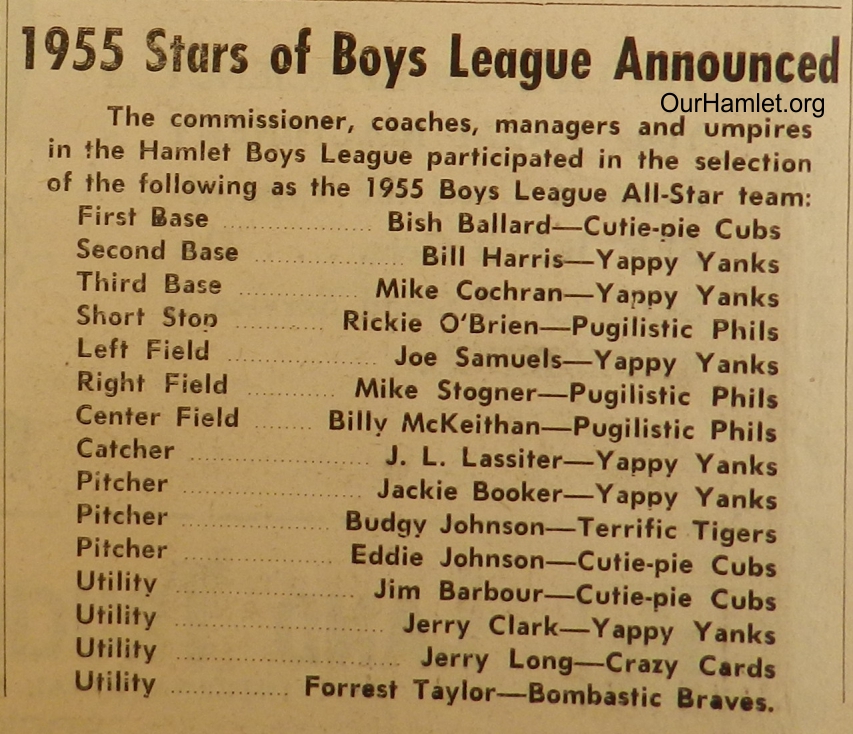 1955 Stars of Boys League Announced
OurHamlet.org
The commissioner, coaches, managers and umpires
in the Hamlet Boys League participated in the selection
of the following as the 1955 Boys League All-Star team:
First Base ........ Bish Ballard—Cutie-pie Cubs
Second Base ........ Bill Harris—Yappy Yanks
Third Base ........ Mike Cochran—Yappy Yanks
Short Stop ........ Rickie O'Brien—Pugilistic Phils
Left Field ........ Joe Samuels—Yappy Yanks
Right Field ........ Mike Stogner—Pugilistic Phils
Center Field ........ Billy McKeithan—Pugilistic Phils
Catcher ........ J. L. Lassiter—Yappy Yanks
Pitcher ........ Jackie Booker—Yappy Yanks
Pitcher ........ Budgy Johnson—Terrific Tigers
Pitcher ........ Eddie Johnson—Cutie-pie Cubs
Utility ........ Jim Barbour—Cutie-pie Cubs
Utility ........ Jerry Clark—Yappy Yanks
Utility ........ Jerry Long—Crazy Cards
Utility ........ Forrest Taylor—Bombastic Braves.